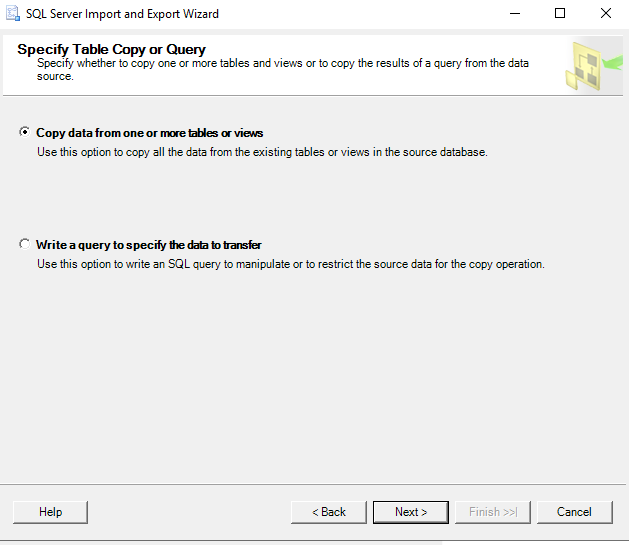 SQL Server Import and Export Wizard
Specify Table Copy or Query
Specify whether to copy one or more tables and views or to copy the results of a query from the data
source.
Copy data from one or more tables or views
Use this option to copy all the data from the existing tables or views in the source database.
Write a query to specify the data to transfer
Use this option to write an SQL query to manipulate or to restrict the source data for the copy operation.
Help
< Back
Next >
Finish >>|
Cancel